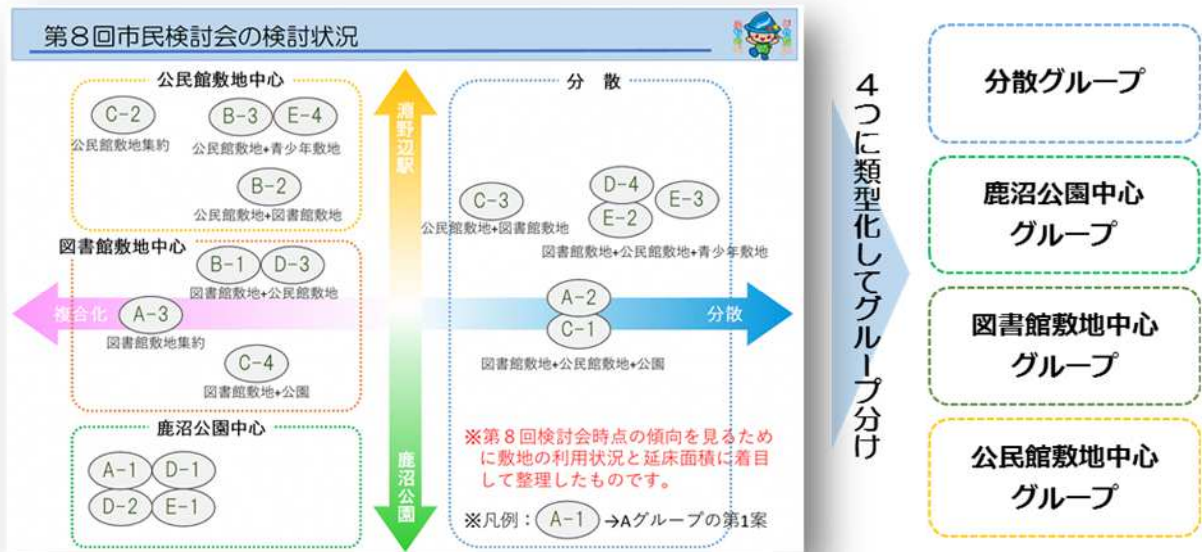 第８回市民検討会の検討状況
公民館敷地中心
C-2
公民館敷地集約
B-3 E-4
公民館敷地+青少年敷地
B-2
公民館敷地+図書館敷地
図書館敷地中心
B-1 D-3
図書館敷地+公民館敷地
A-3
図書館敷地集約
C-4
図書館敷地+公園
鹿沼公園中心
A-1 D-1
D-2 E-1
淵野辺駅
鹿沼公園
複合化
分散
分　散
C-3
公民館敷地+図書館敷地
D-4
E-2
E-3
図書館敷地+公民館敷地+青少年敷地
A-2
C-1
図書館敷地+公民館敷地+公園
※第８回検討会時点の傾向を見るため
に敷地の利用状況と延床面積に着目
して整理したものです。
※凡例：A-1→Aグループの第1案
４つに類型化してグループ分け
分散グループ
鹿沼公園中心
グループ
図書館敷地中心
グループ
公民館敷地中心
グループ